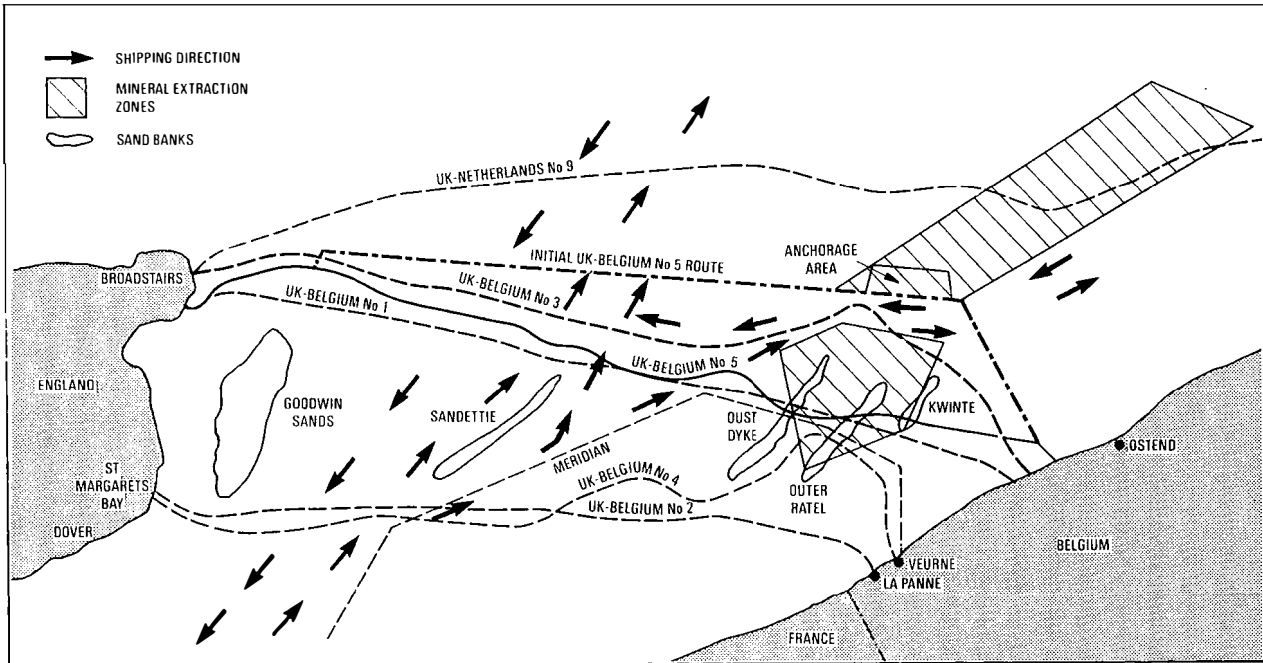 SHIPPING DIRECTION
MINERAL EXTRACTION
ZONES
SAND BANKS
UK-NETHERLANDS No 9
BROADSTAIRS
INITIAL UK-BELGIUM No 5 ROUTE
ANCHORAGE
AREA
UK-BELGIUM No 3
UK-BELGIUM No 1
UK-BELGIUM No 5
ENGLAND
GOODWIN
SANDS
SANDETTIE
MERIDIAN
OUST
DYKE
KWINTE
OSTEND
ST
MARGARETS
BAY
UK-BELGIUM No 4
UK-BELGIUM No 2
OUTER
RATEL
DOVER
BELGIUM
VEURNE
LA PANNE
FRANCE